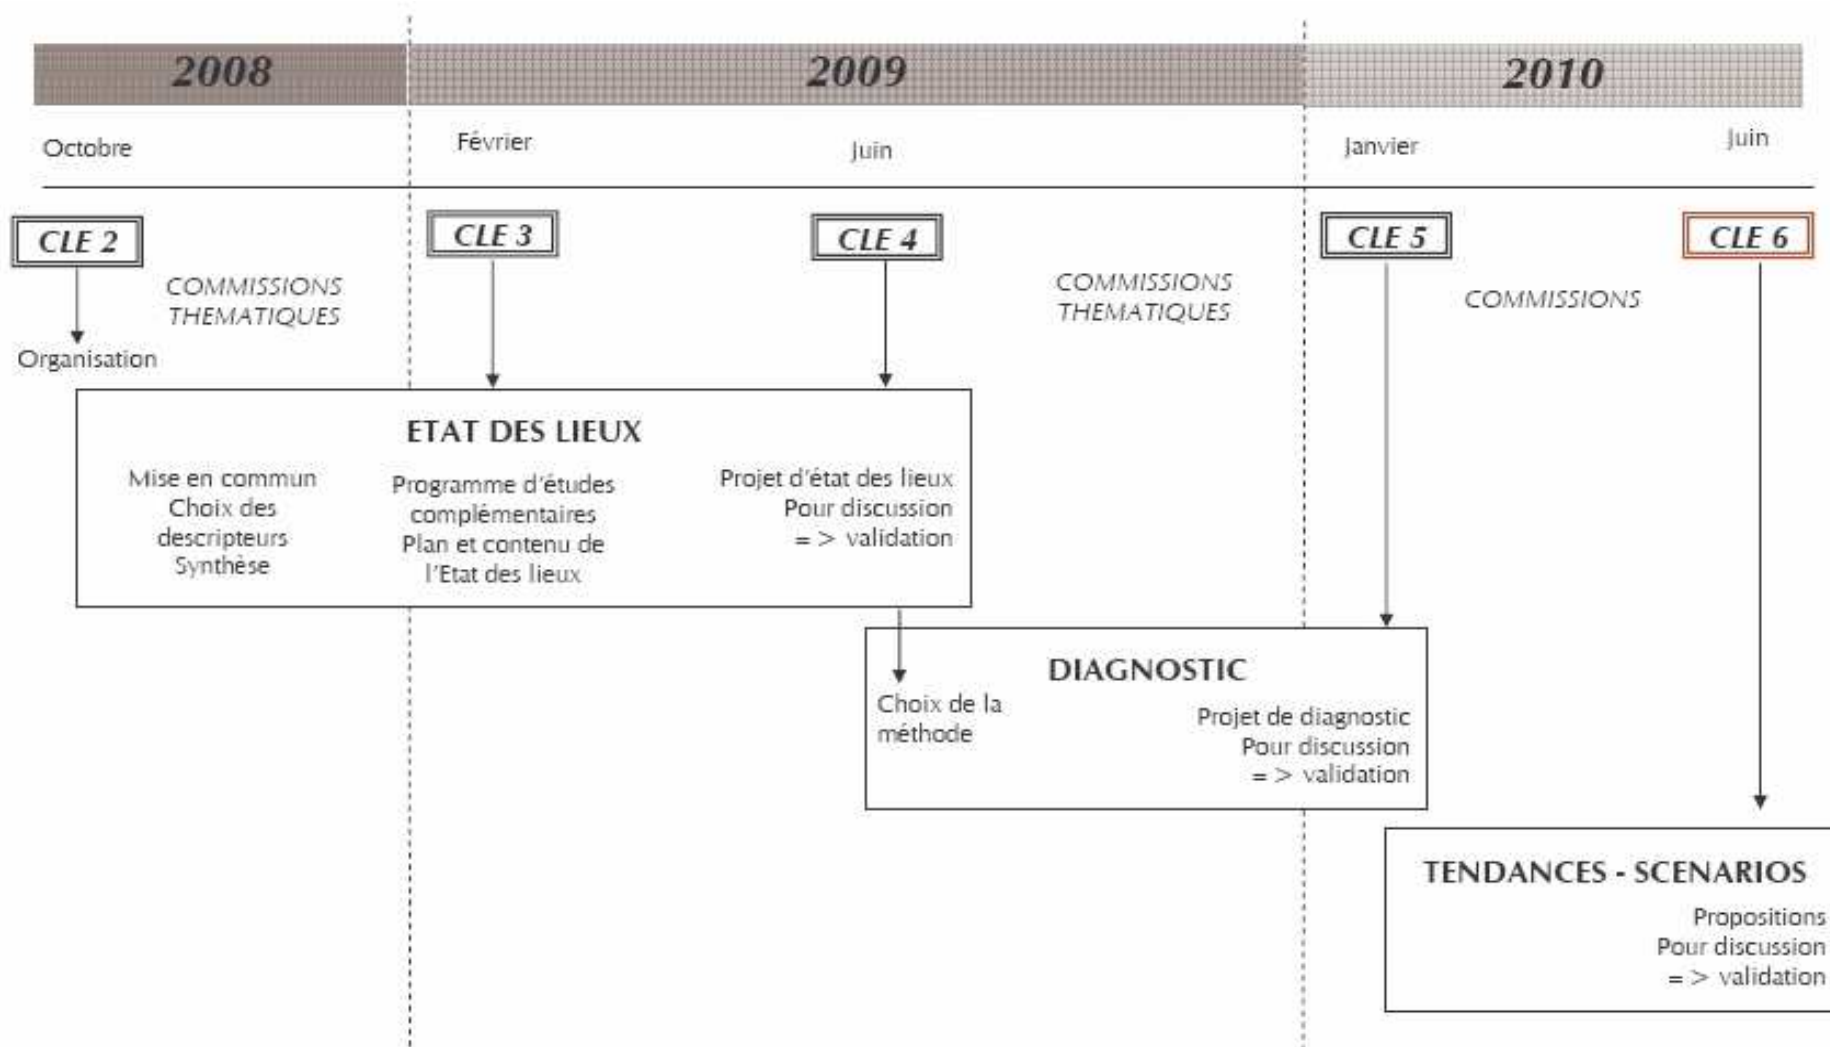 2008
2009
2010
Octobre
Février
Juin
Janvier
Juin
CLE 2
CLE 3
CLE 4
CLE 5
CLE 6
COMMISSIONS
THEMATIQUES
COMMISSIONS
THEMATIQUES
COMMISSIONS
Organisation
ETAT DES LIEUX
Mise en commun
Choix des
descripteurs
Synthèse
Programme d'études
complémentaires
Plan et contenu de
l'Etat des lieux
Projet d'état des lieux
Pour discussion
= > validation
DIAGNOSTIC
Choix de la
méthode
Projet de diagnostic
Pour discussion
= > validation
TENDANCES - SCENARIOS
Propositions
Pour discussion
= > validation